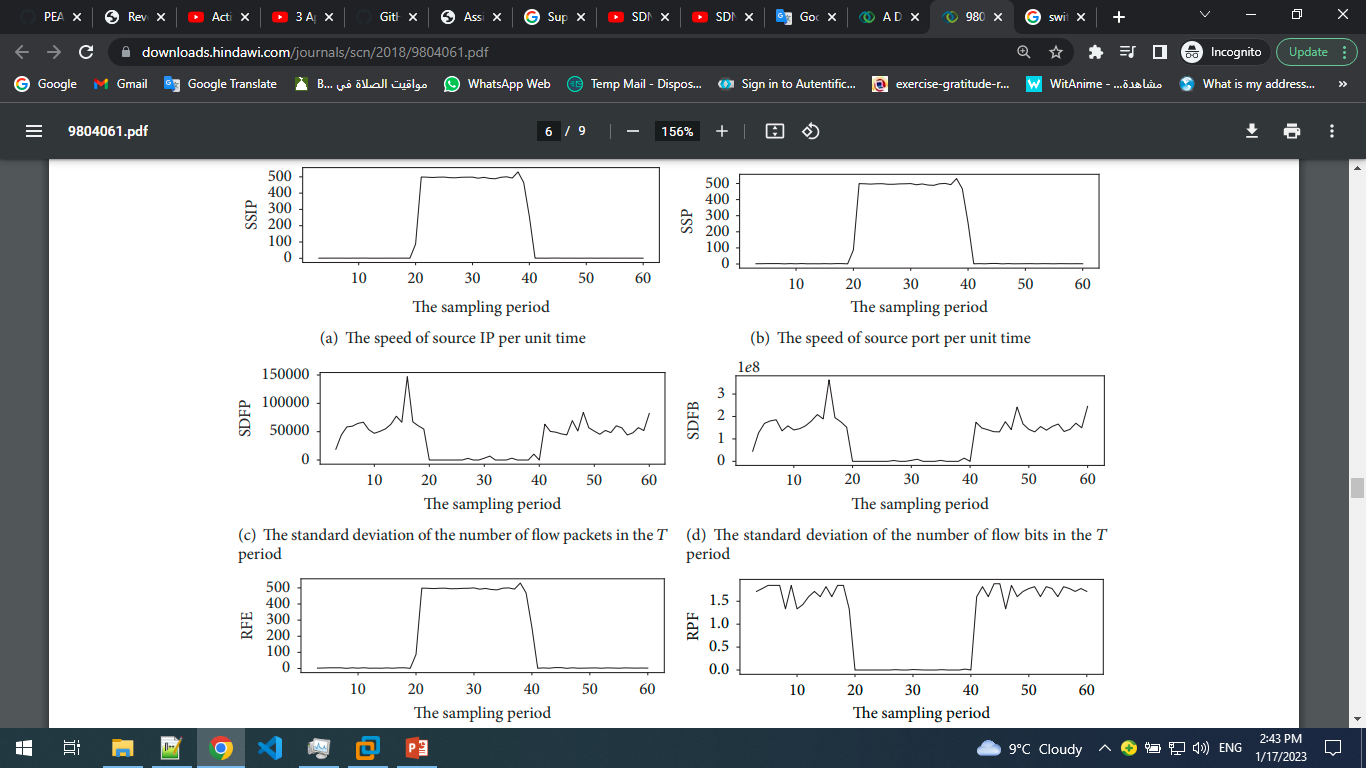 PEA
Rev
Acti
3 Ap
GitH
Assi
Sup
SDN
SDN
Goo
A D
980
swit
downloads.hindawi.com/journals/scn/2018/9804061.pdf
Incognito
Update
Google
Gmail
Google Translate
مواقيت الصلاة في B...
WhatsApp Web
Temp Mail - Dispos...
Sign in to Autentific...
exercise-gratitude-r...
WitAnime - مشاهدة...
What is my address...
»
9804061.pdf
6 / 9
156%
500
400
300
200
100
0
SSIP
10 20 30 40 50 60
The sampling period
(a) The speed of source IP per unit time
500
400
300
200
100
0
SSP
10 20 30 40 50 60
The sampling period
(b) The speed of source port per unit time
150000
100000
50000
0
SDFP
10 20 30 40 50 60
The sampling period
(c) The standard deviation of the number of flow packets in the T
period
1e8
3
2
1
0
SDFB
10 20 30 40 50 60
The sampling period
(d) The standard deviation of the number of flow bits in the T
period
500
400
300
200
100
0
RFE
10 20 30 40 50 60
The sampling period
1.5
1.0
0.5
0.0
RPF
10 20 30 40 50 60
The sampling period
9°C Cloudy
ENG
2:43 PM
1/17/2023